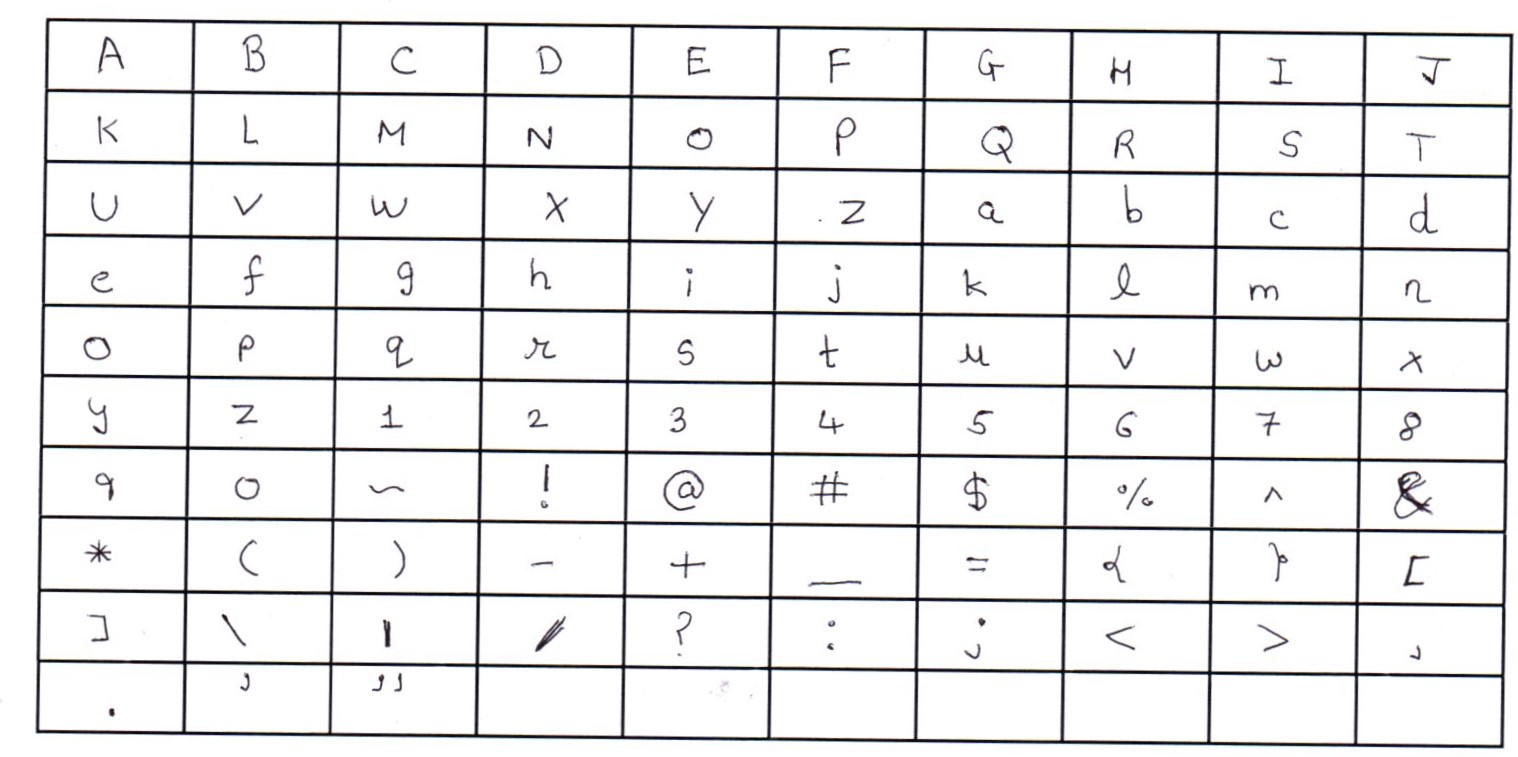 A B C D E F G H I J
K L M N O P Q R S T
U V W X Y Z a b c d
e f g h i j k l m n
o p q r s t u v w x
y z 1 2 3 4 5 6 7 8
9 0 ~ ! @ # $ % ^ &
* ( ) - + _ = { } [
] \ | / ? : ; < > ,
. ' "